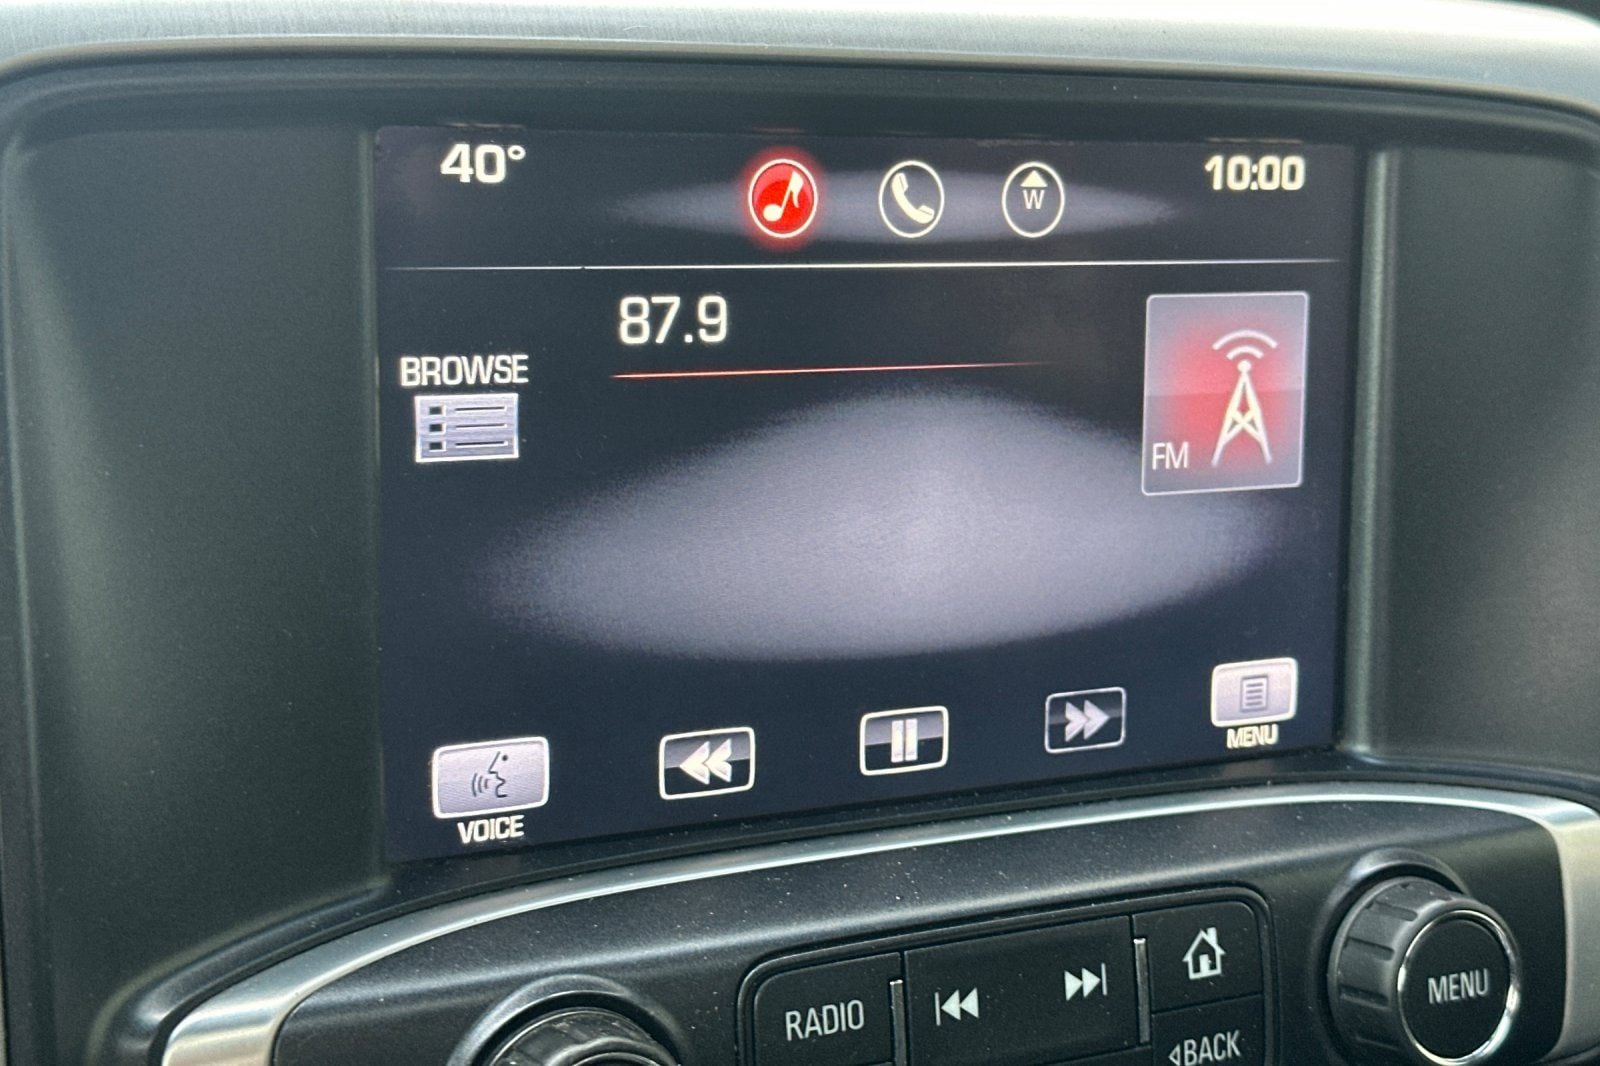 40°
W
10:00
87.9
BROWSE
FM
VOICE
MENU
RADIO
MENU
BACK